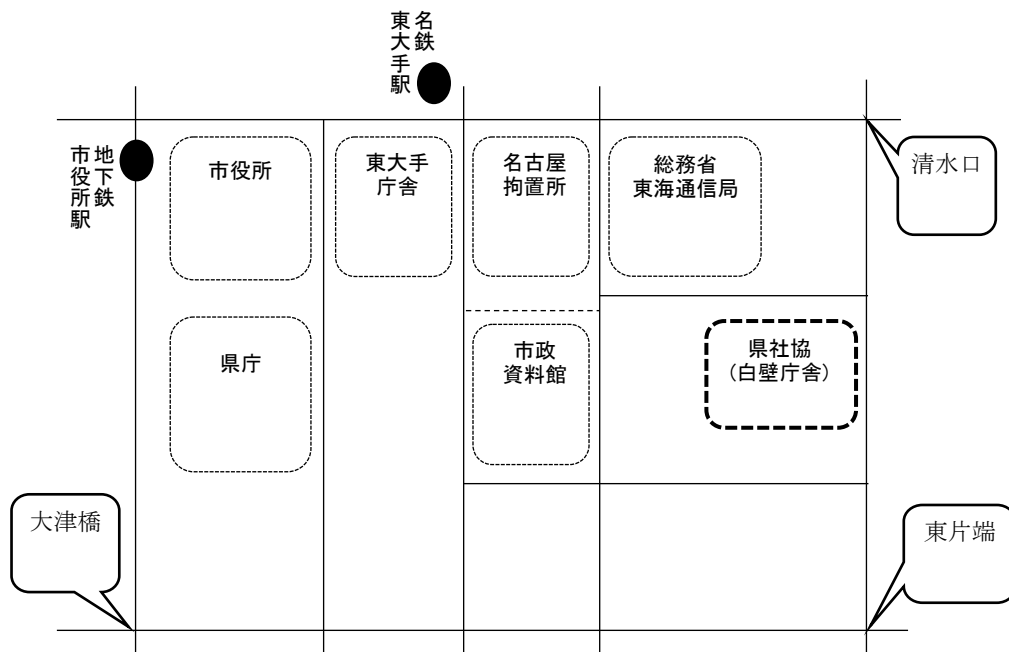 名鉄
東大手駅
地下鉄
市役所駅
市役所
東大手
庁舎
名古屋
拘置所
総務省
東海通信局
清水口
県庁
市政
資料館
県社協
（白壁庁舎）
大津橋
東片端